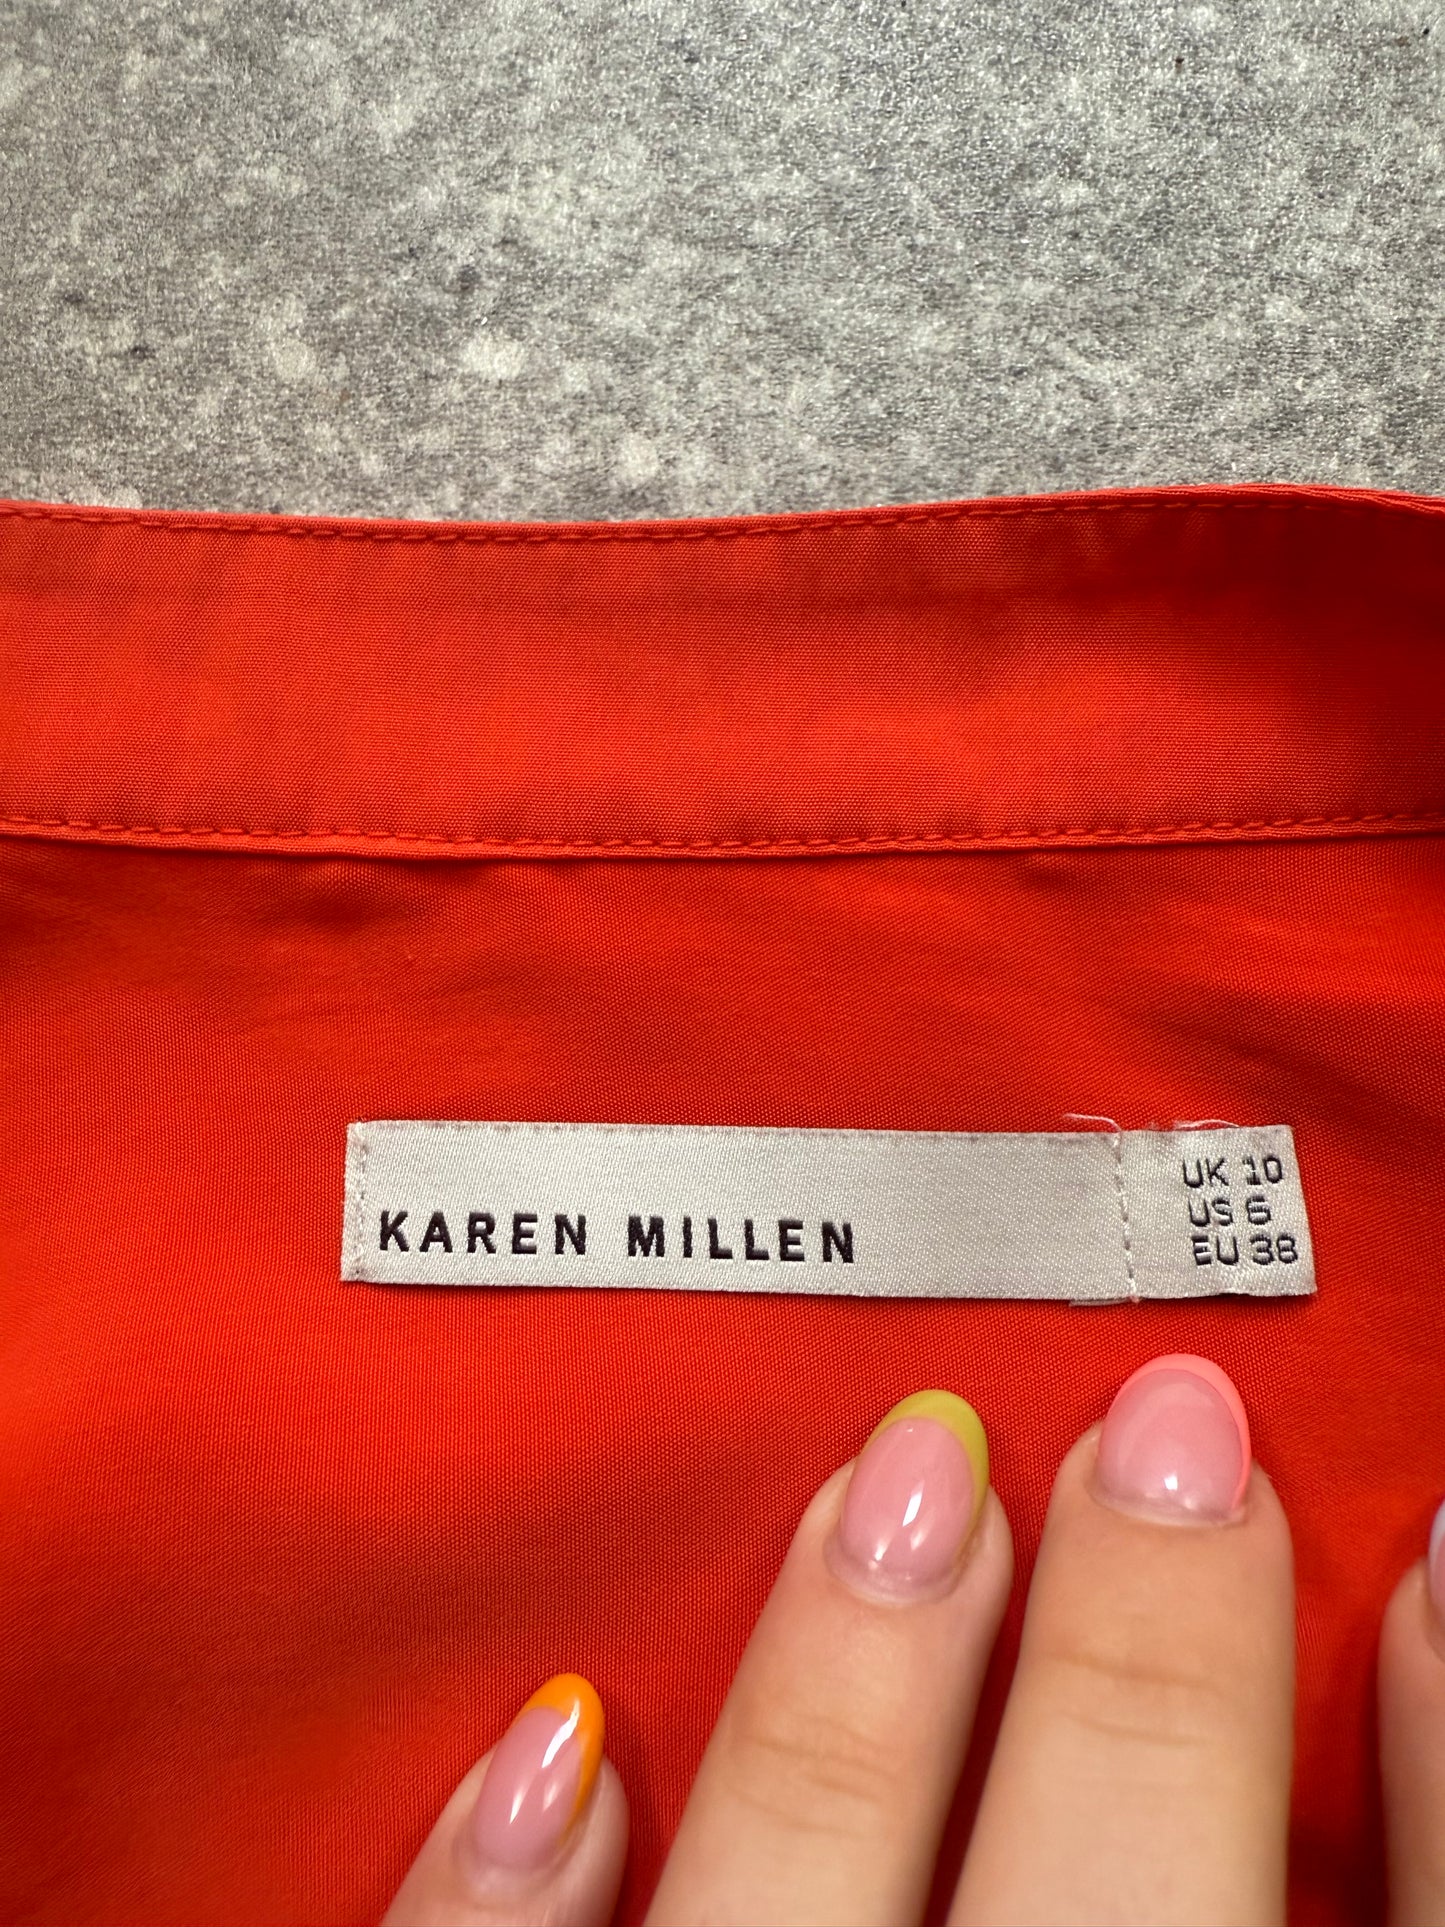 KAREN MILLEN
UK 10
US 6
EU 38